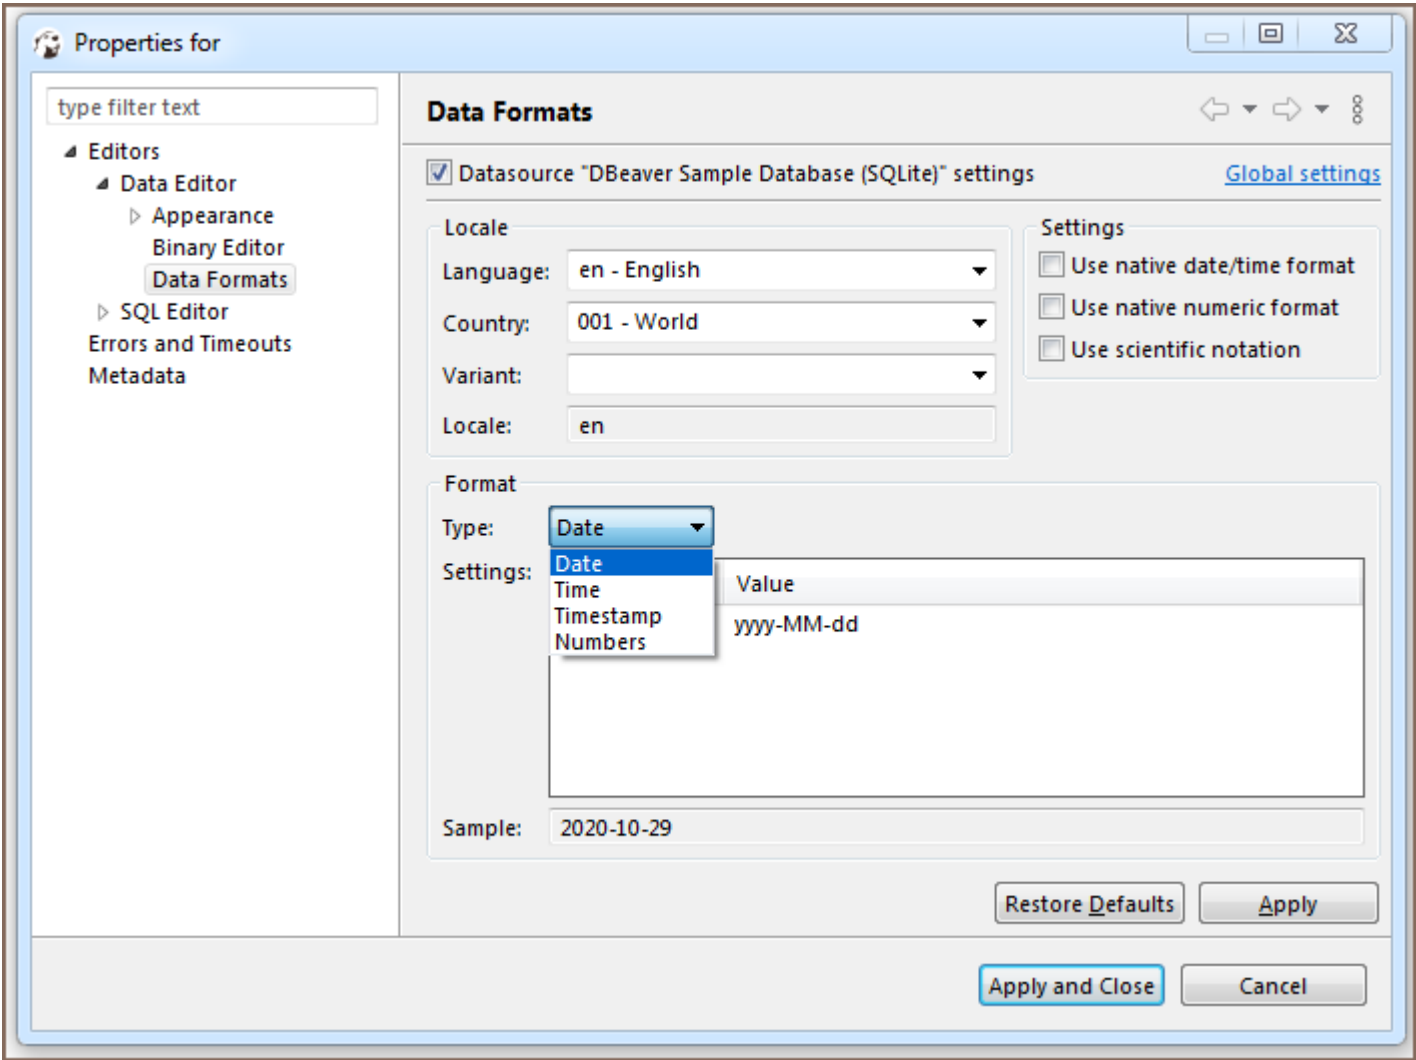 Properties for
type filter text
Editors
Data Editor
Appearance
Binary Editor
Data Formats
SQL Editor
Errors and Timeouts
Metadata
Data Formats
Datasource "DBeaver Sample Database (SQLite)" settings
Global settings
Locale
Language: en - English
Country: 001 - World
Variant:
Locale: en
Settings
Use native date/time format
Use native numeric format
Use scientific notation
Format
Type: Date
Date
Time
Timestamp
Numbers
Settings:
Value
yyyy-MM-dd
Sample: 2020-10-29
Restore Defaults
Apply
Apply and Close
Cancel